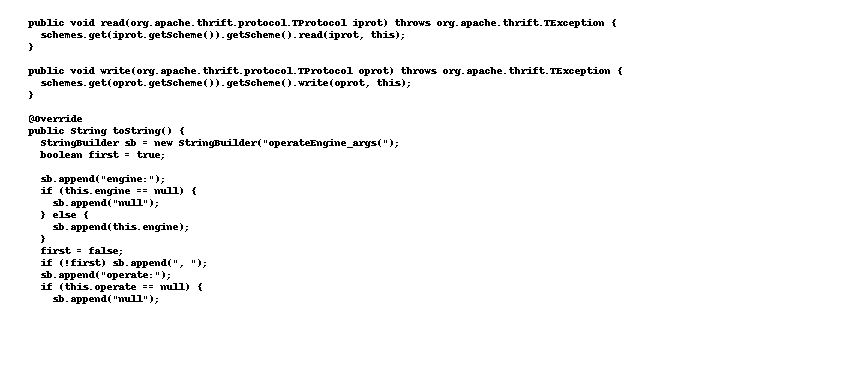 public void read(org.apache.thrift.protocol.TProtocol iprot) throws org.apache.thrift.TException {
schemes.get(iprot.getScheme()).getScheme().read(iprot, this);
}
public void write(org.apache.thrift.protocol.TProtocol oprot) throws org.apache.thrift.TException {
schemes.get(oprot.getScheme()).getScheme().write(oprot, this);
}
@Override
public String toString() {
StringBuilder sb = new StringBuilder("operateEngine_args(");
boolean first = true;
sb.append("engine:");
if (this.engine == null) {
sb.append("null");
} else {
sb.append(this.engine);
}
first = false;
if (!first) sb.append(", ");
sb.append("operate:");
if (this.operate == null) {
sb.append("null");